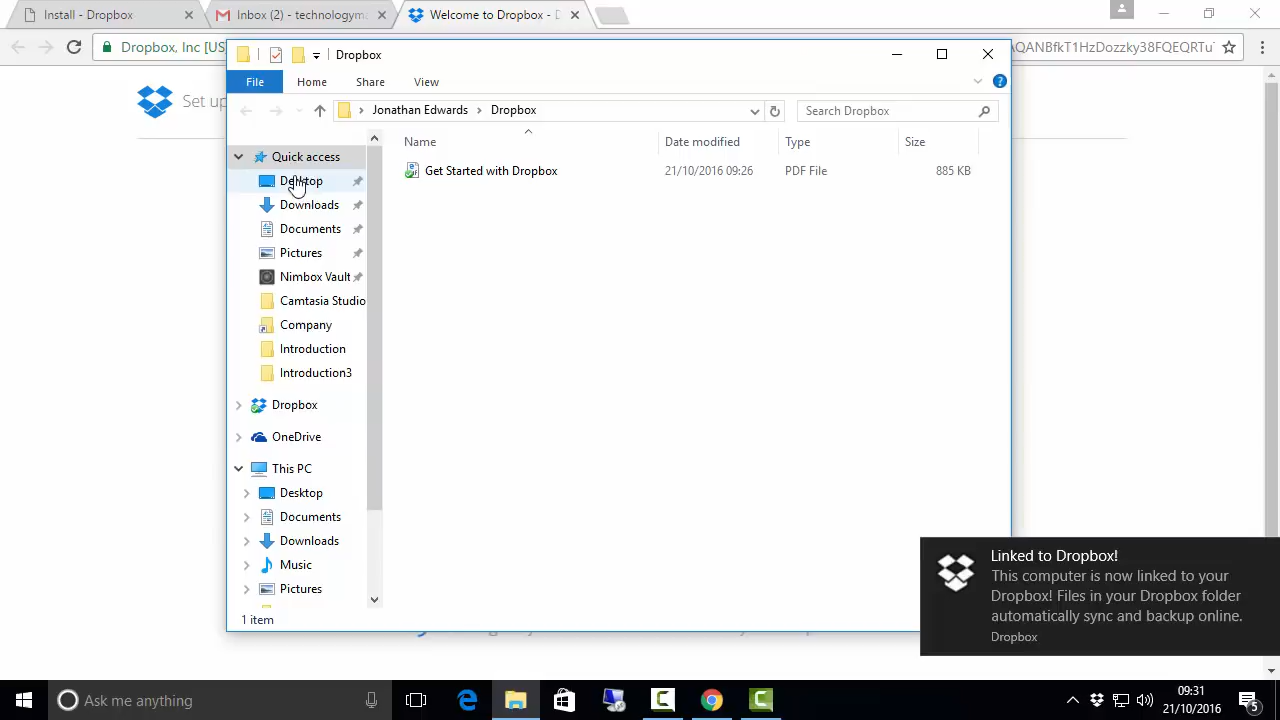 Install - Dropbox
Inbox (2) - technologym
Welcome to Dropbox - D
Dropbox, Inc [US
AQANBfkT1HzDozzky38FQEQRTu
Set up
Dropbox
File
Home
Share
View
Jonathan Edwards
Dropbox
Search Dropbox
Name
Date modified
Type
Size
Get Started with Dropbox
21/10/2016 09:26
PDF File
885 KB
Quick access
Desktop
Downloads
Documents
Pictures
Nimbox Vault
Camtasia Studio
Company
Introduction
Introduction3
Dropbox
OneDrive
This PC
Desktop
Documents
Downloads
Music
Pictures
1 item
Linked to Dropbox!
This computer is now linked to your
Dropbox! Files in your Dropbox folder
automatically sync and backup online.
Dropbox
Ask me anything
09:31
21/10/2016
5